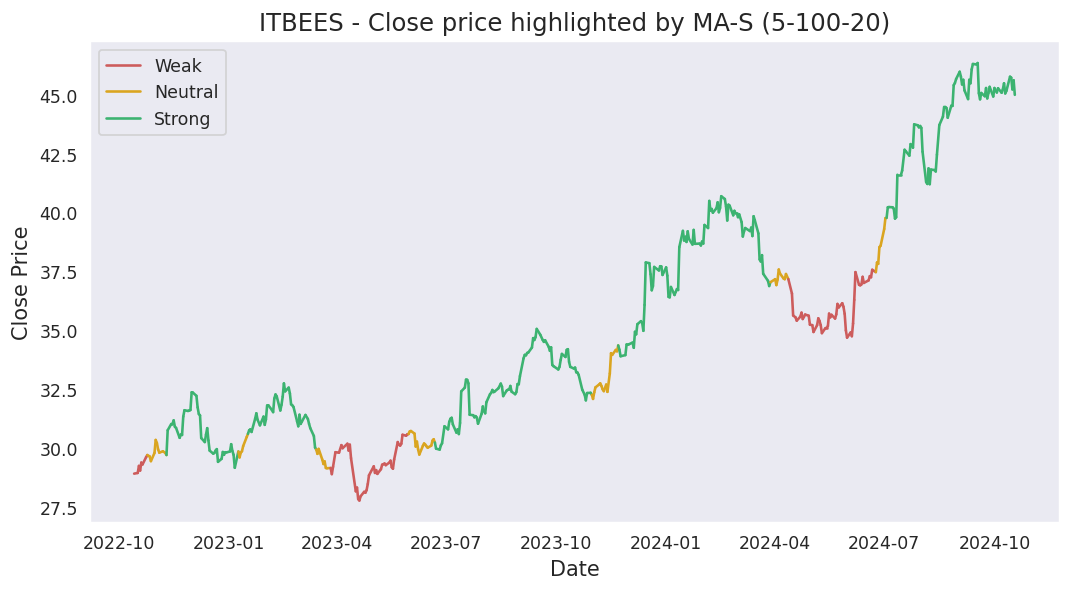 ITBEES - Close price highlighted by MA-S (5-100-20)
Weak
Neutral
Strong
Close Price
45.0
42.5
40.0
37.5
35.0
32.5
30.0
27.5
2022-10 2023-01 2023-04 2023-07 2023-10 2024-01 2024-04 2024-07 2024-10
Date